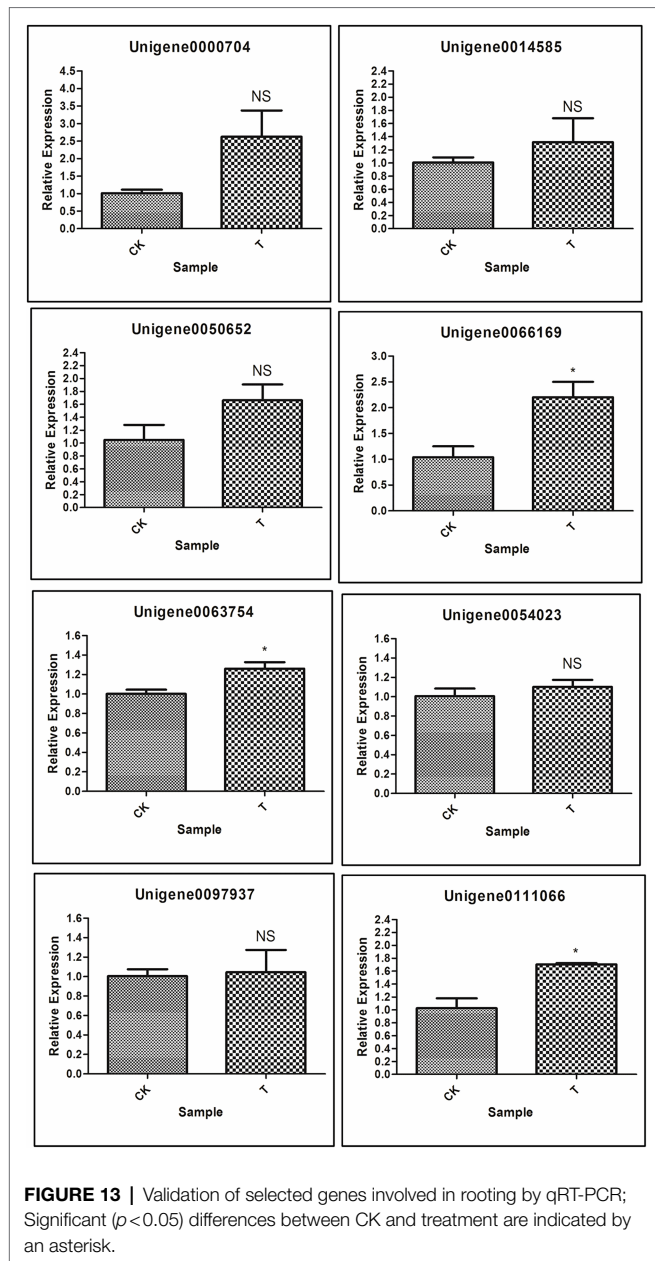 Unigene0000704
Relative Expression
4.5
4.0
3.5
3.0
2.5
2.0
1.5
1.0
0.5
0.0
NS
CK
T
Sample
Unigene0014585
Relative Expression
2.4
2.2
2.0
1.8
1.6
1.4
1.2
1.0
0.8
0.6
0.4
0.2
0.0
NS
CK
T
Sample
Unigene0050652
Relative Expression
2.4
2.2
2.0
1.8
1.6
1.4
1.2
1.0
0.8
0.6
0.4
0.2
0.0
NS
CK
T
Sample
Unigene0066169
Relative Expression
3.0
2.5
2.0
1.5
1.0
0.5
0.0
*
CK
T
Sample
Unigene0063754
Relative Expression
1.6
1.4
1.2
1.0
0.8
0.6
0.4
0.2
0.0
*
CK
T
Sample
Unigene0054023
Relative Expression
1.6
1.4
1.2
1.0
0.8
0.6
0.4
0.2
0.0
NS
CK
T
Sample
Unigene0097937
Relative Expression
1.6
1.4
1.2
1.0
0.8
0.6
0.4
0.2
0.0
NS
CK
T
Sample
Unigene0111066
Relative Expression
2.4
2.2
2.0
1.8
1.6
1.4
1.2
1.0
0.8
0.6
0.4
0.2
0.0
*
CK
T
Sample
FIGURE 13 | Validation of selected genes involved in rooting by qRT-PCR;
Significant (p<0.05) differences between CK and treatment are indicated by
an asterisk.